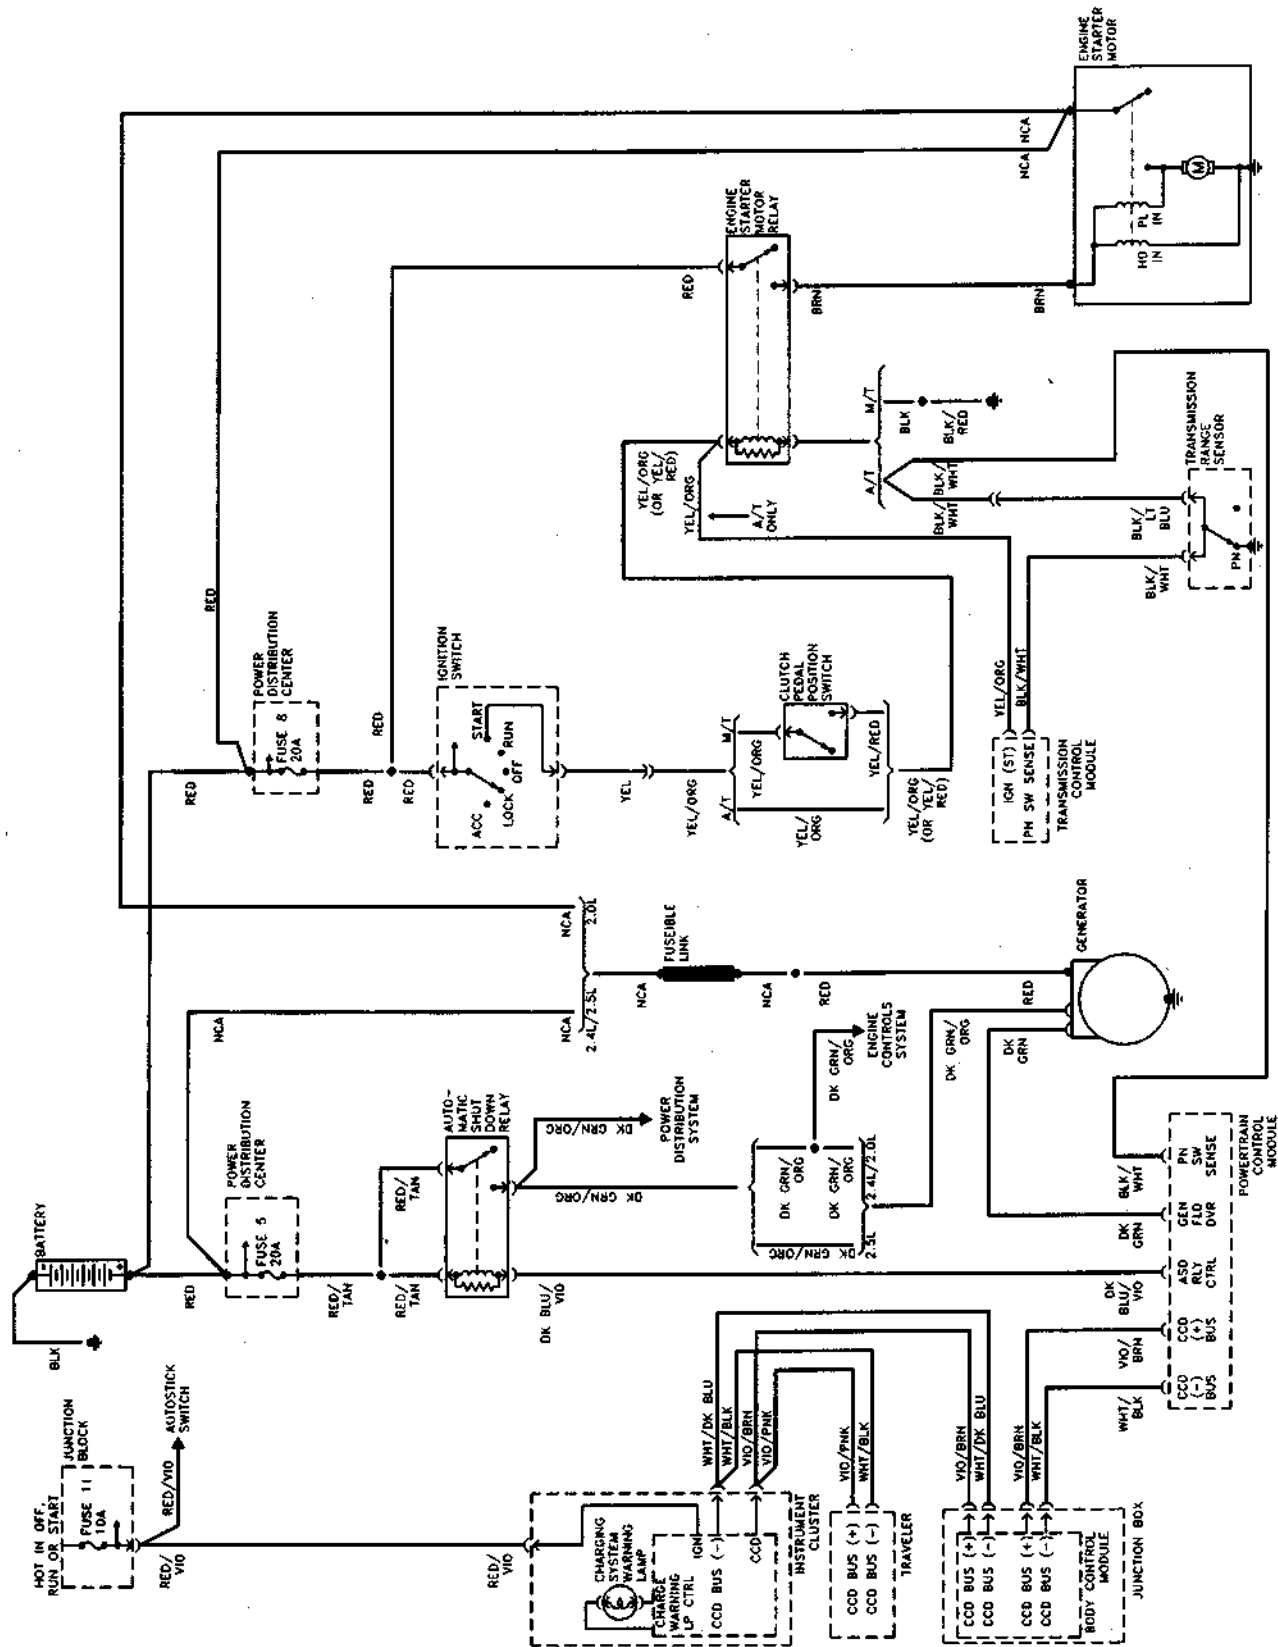 HOT IN OFF,
RUN OR START
JUNCTION
BLOCK
FUSE 11
10A
RED/VIO
AUTOSTICK
SWITCH
RED/
VIO
RED/
VIO
CHARGING
SYSTEM
WARNING
LAMP
CHARGE
WARNING
LP CTRL
IGN
CCD BUS (-)
CCD
INSTRUMENT
CLUSTER
WHT/DK BLU
WHT/BLK
VIO/BRN
VIO/PNK
VIO/PNK
WHT/BLK
CCD BUS (+)
CCD BUS (-)
TRAVELER
VIO/BRN
WHT/DK BLU
VIO/BRN
WHT/BLK
CCD BUS (+)
CCD BUS (-)
CCD BUS (+)
CCD BUS (-)
BODY CONTROL
MODULE
JUNCTION BOX
BATTERY
BLK
RED
POWER
DISTRIBUTION
CENTER
FUSE 5
20A
RED/
TAN
RED/
TAN
RED/
TAN
AUTO-
MATIC
SHUT
DOWN
RELAY
DK BLU/
VIO
DK GRN/ORG
DK GRN/ORG
POWER
DISTRIBUTION
SYSTEM
DK GRN/ORG
DK GRN/
ORG
DK GRN/
ORG
DK GRN/ORG
2.5L
2.4L/2.0L
DK GRN/
ORG
ENGINE
CONTROLS
SYSTEM
DK GRN/
ORG
DK
GRN
RED
GENERATOR
WHT/
BLK
VIO/
BRN
DK
BLU/
VIO
DK
GRN
BLK/
WHT
CCD
(-)
BUS
CCD
(+)
BUS
ASD
RLY
CTRL
GEN
FLD
DVR
PN
SW
SENSE
POWERTRAIN
CONTROL
MODULE
NCA
NCA
NCA
2.4L/2.5L
2.0L
NCA
FUSEIBLE
LINK
NCA
RED
RED
RED
POWER
DISTRIBUTION
CENTER
FUSE 8
20A
RED
RED
RED
IGNITION
SWITCH
ACC
LOCK
OFF
RUN
START
YEL
YEL/ORG
A/T
M/T
YEL/ORG
YEL/
ORG
CLUTCH
PEDAL
POSITION
SWITCH
YEL/RED
YEL/ORG
(OR YEL/
RED)
YEL/ORG
BLK/WHT
IGN (ST)
PN SW SENSE
TRANSMISSION
CONTROL
MODULE
YEL/ORG
(OR YEL/
RED)
YEL/ORG
A/T
ONLY
RED
ENGINE
STARTER
MOTOR
RELAY
BRN
A/T
M/T
BLK
BLK/
RED
BLK/
WHT
BLK/
WHT
BLK/
LT
BLU
BLK/
WHT
TRANSMISSION
RANGE
SENSOR
PN
NCA
NCA
BRN
ENGINE
STARTER
MOTOR
HO
IN
PL
IN
M